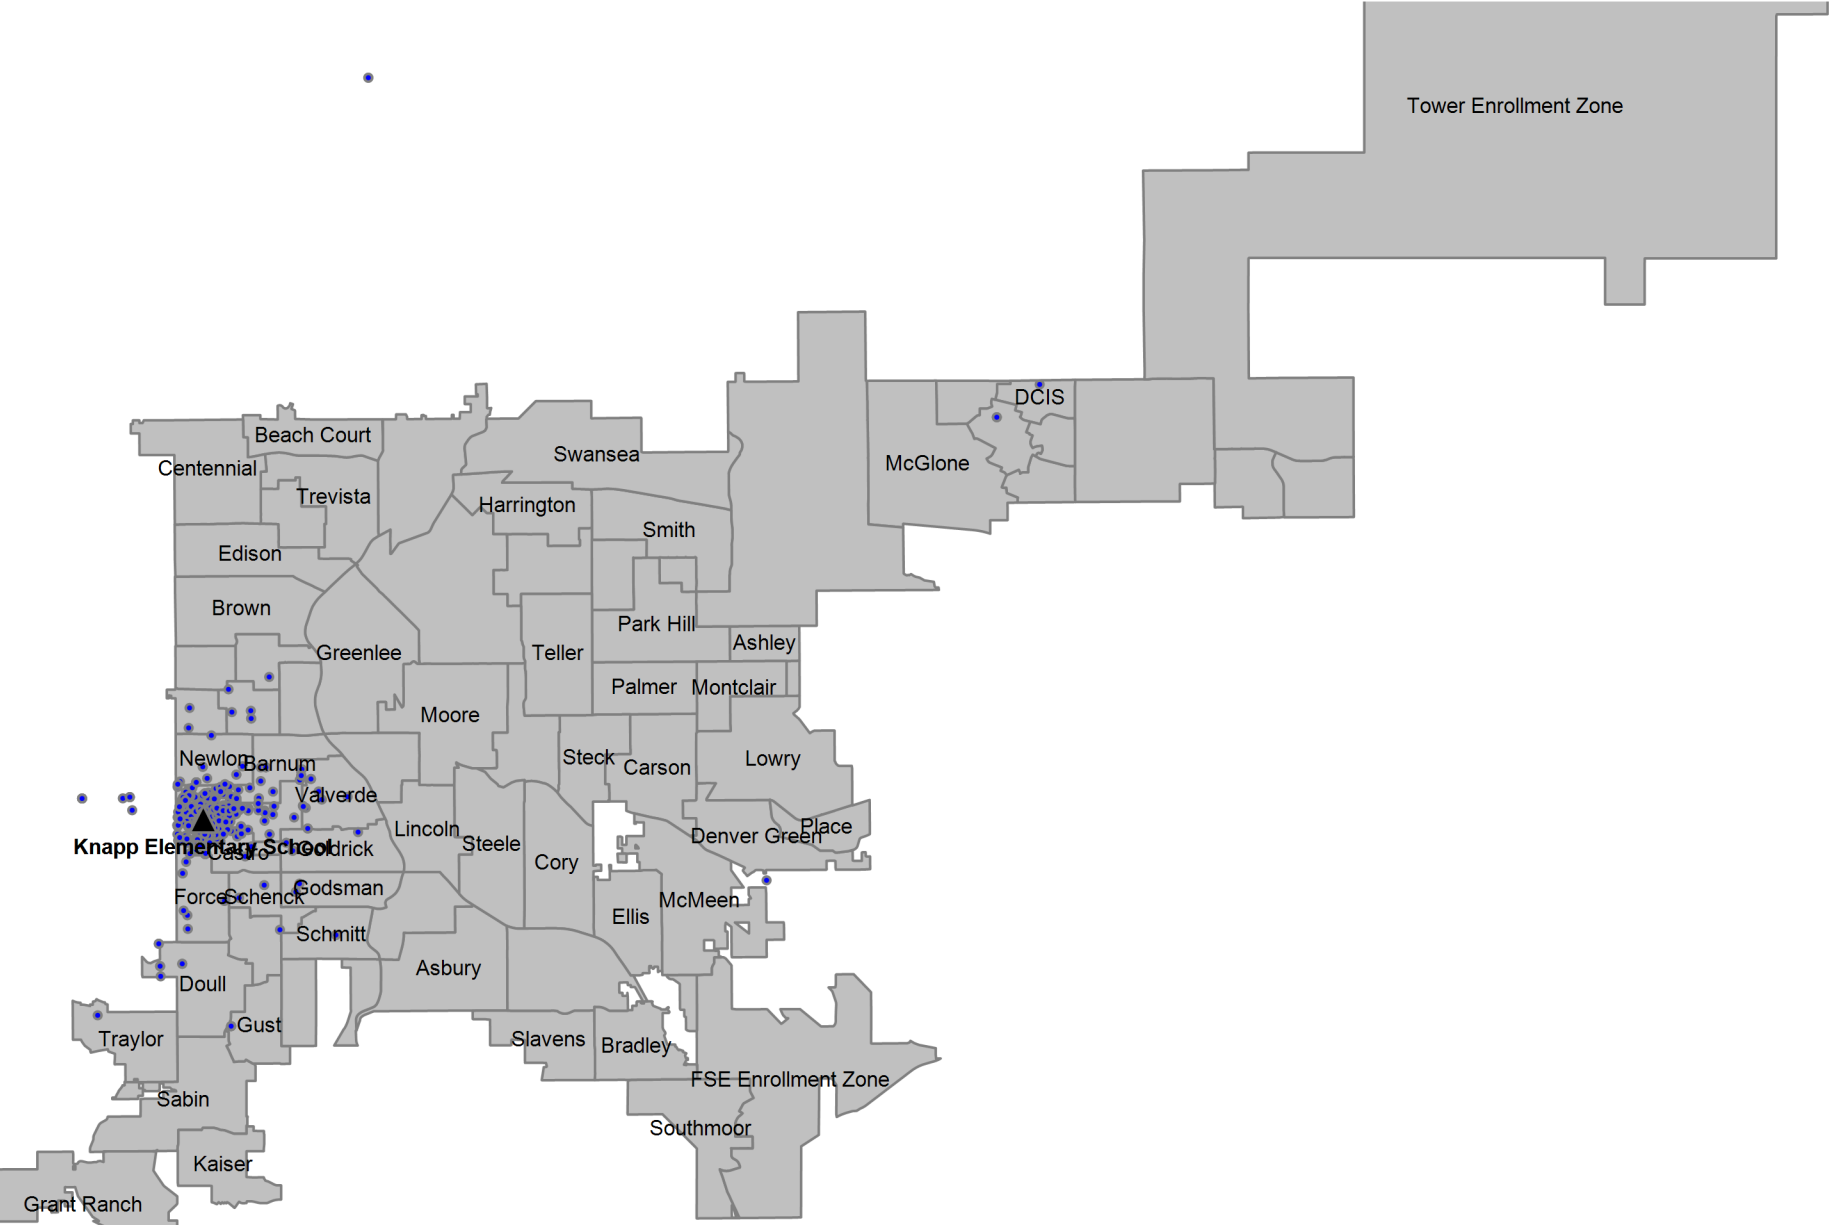 Tower Enrollment Zone
DCIS
Beach Court
Swansea
McGlone
Centennial
Trevista
Harrington
Smith
Edison
Brown
Park Hill
Ashley
Greenlee
Teller
Palmer
Montclair
Moore
Newlon
Barnum
Steck
Carson
Lowry
Valverde
Lincoln
Steele
Denver Green
Place
Knapp Elementary School
Castro
Goldrick
Cory
Force
Schenck
Godsman
McMeen
Ellis
Schmitt
Asbury
Doull
Gust
Traylor
Slavens
Bradley
FSE Enrollment Zone
Sabin
Southmoor
Kaiser
Grant Ranch